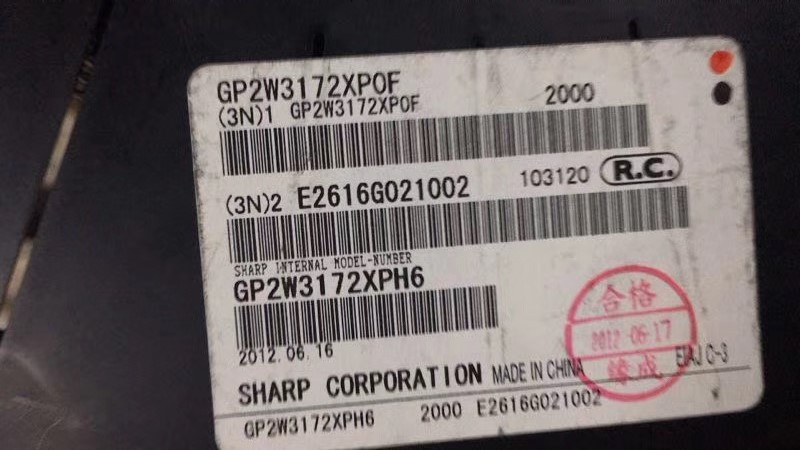 GP2W3172XP0F
(3N)1 GP2W3172XP0F 2000
(3N)2 E2616G021002 103120 R.C.
SHARP INTERNAL MODEL-NUMBER
GP2W3172XPH6
2012.06.16
合格
2012-06-17
SHARP CORPORATION MADE IN CHINA EIAJ C-3
GP2W3172XPH6 2000 E2616G021002